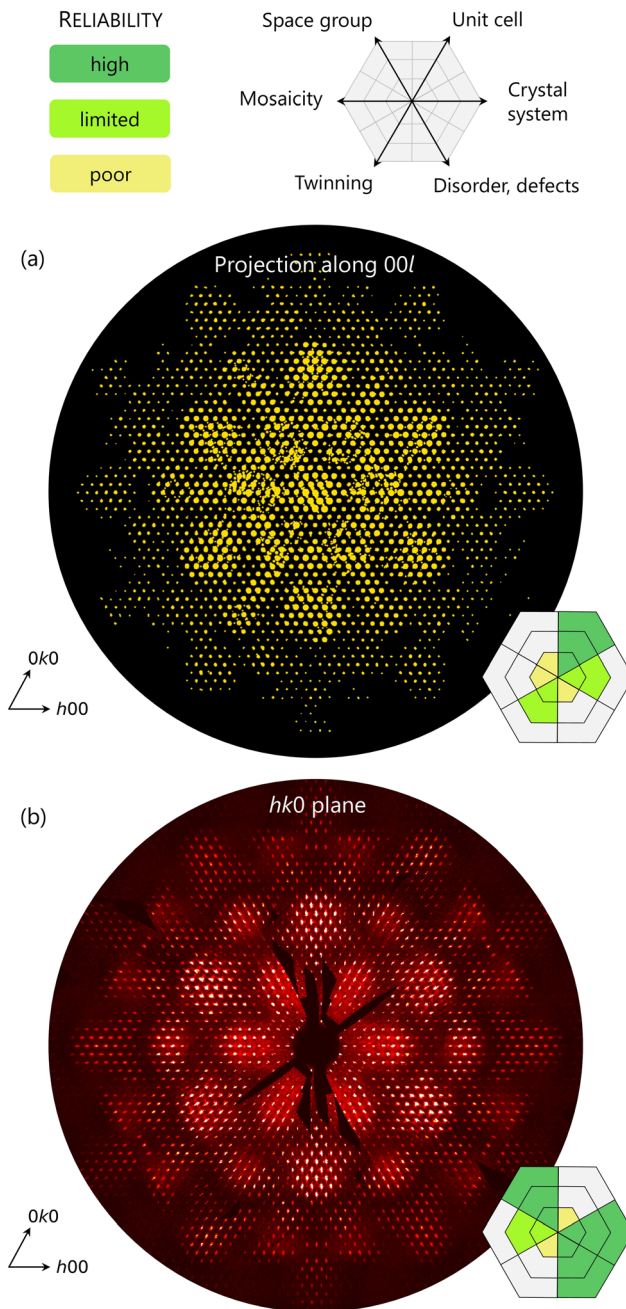 RELIABILITY
high
limited
poor
Space group
Unit cell
Mosaicity
Crystal
system
Twinning
Disorder, defects
(a)
Projection along 00l
0k0
h00
(b)
hk0 plane
0k0
h00